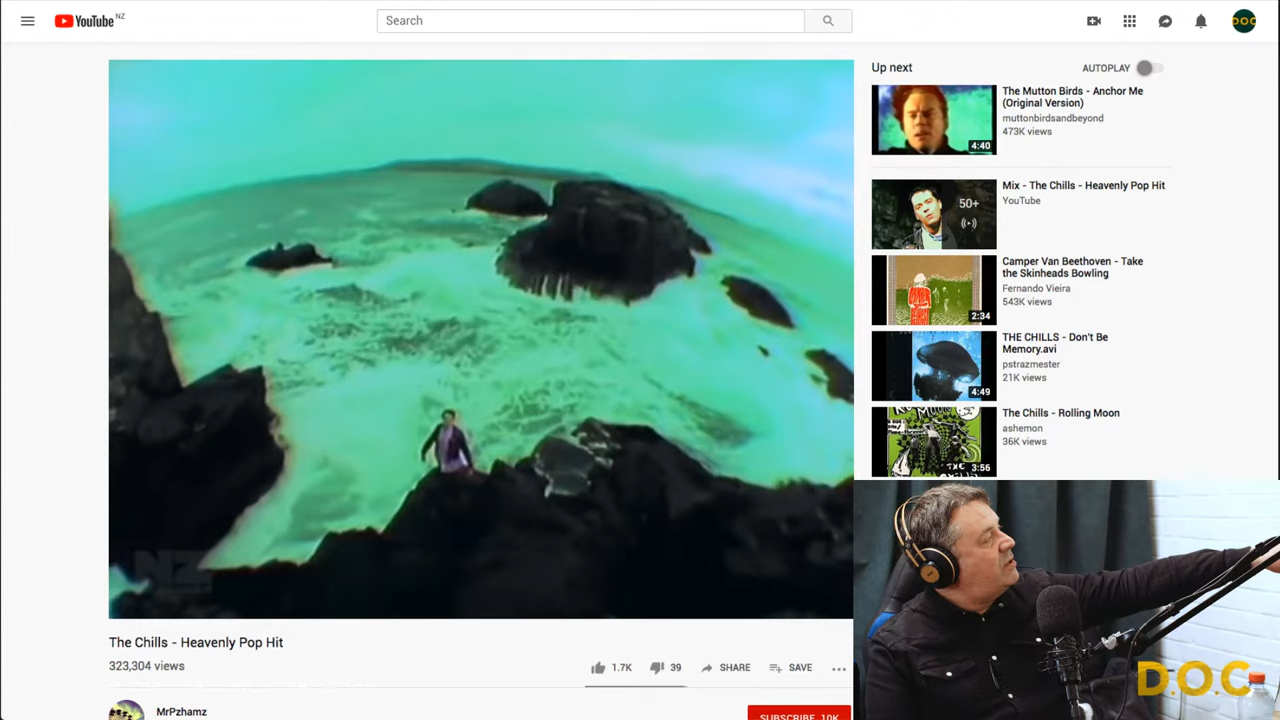 YouTube NZ
Search
DOC
Up next
AUTOPLAY
The Mutton Birds - Anchor Me
(Original Version)
muttonbirdsandbeyond
473K views
4:40
Mix - The Chills - Heavenly Pop Hit
YouTube
50+
Camper Van Beethoven - Take
the Skinheads Bowling
Fernando Vieira
543K views
2:34
THE CHILLS - Don't Be
Memory.avi
pstrazmester
21K views
4:49
The Chills - Rolling Moon
ashemon
36K views
3:56
NZ
The Chills - Heavenly Pop Hit
323,304 views
1.7K
39
SHARE
SAVE
MrPzhamz
SUBSCRIBE 10K
D.O.C